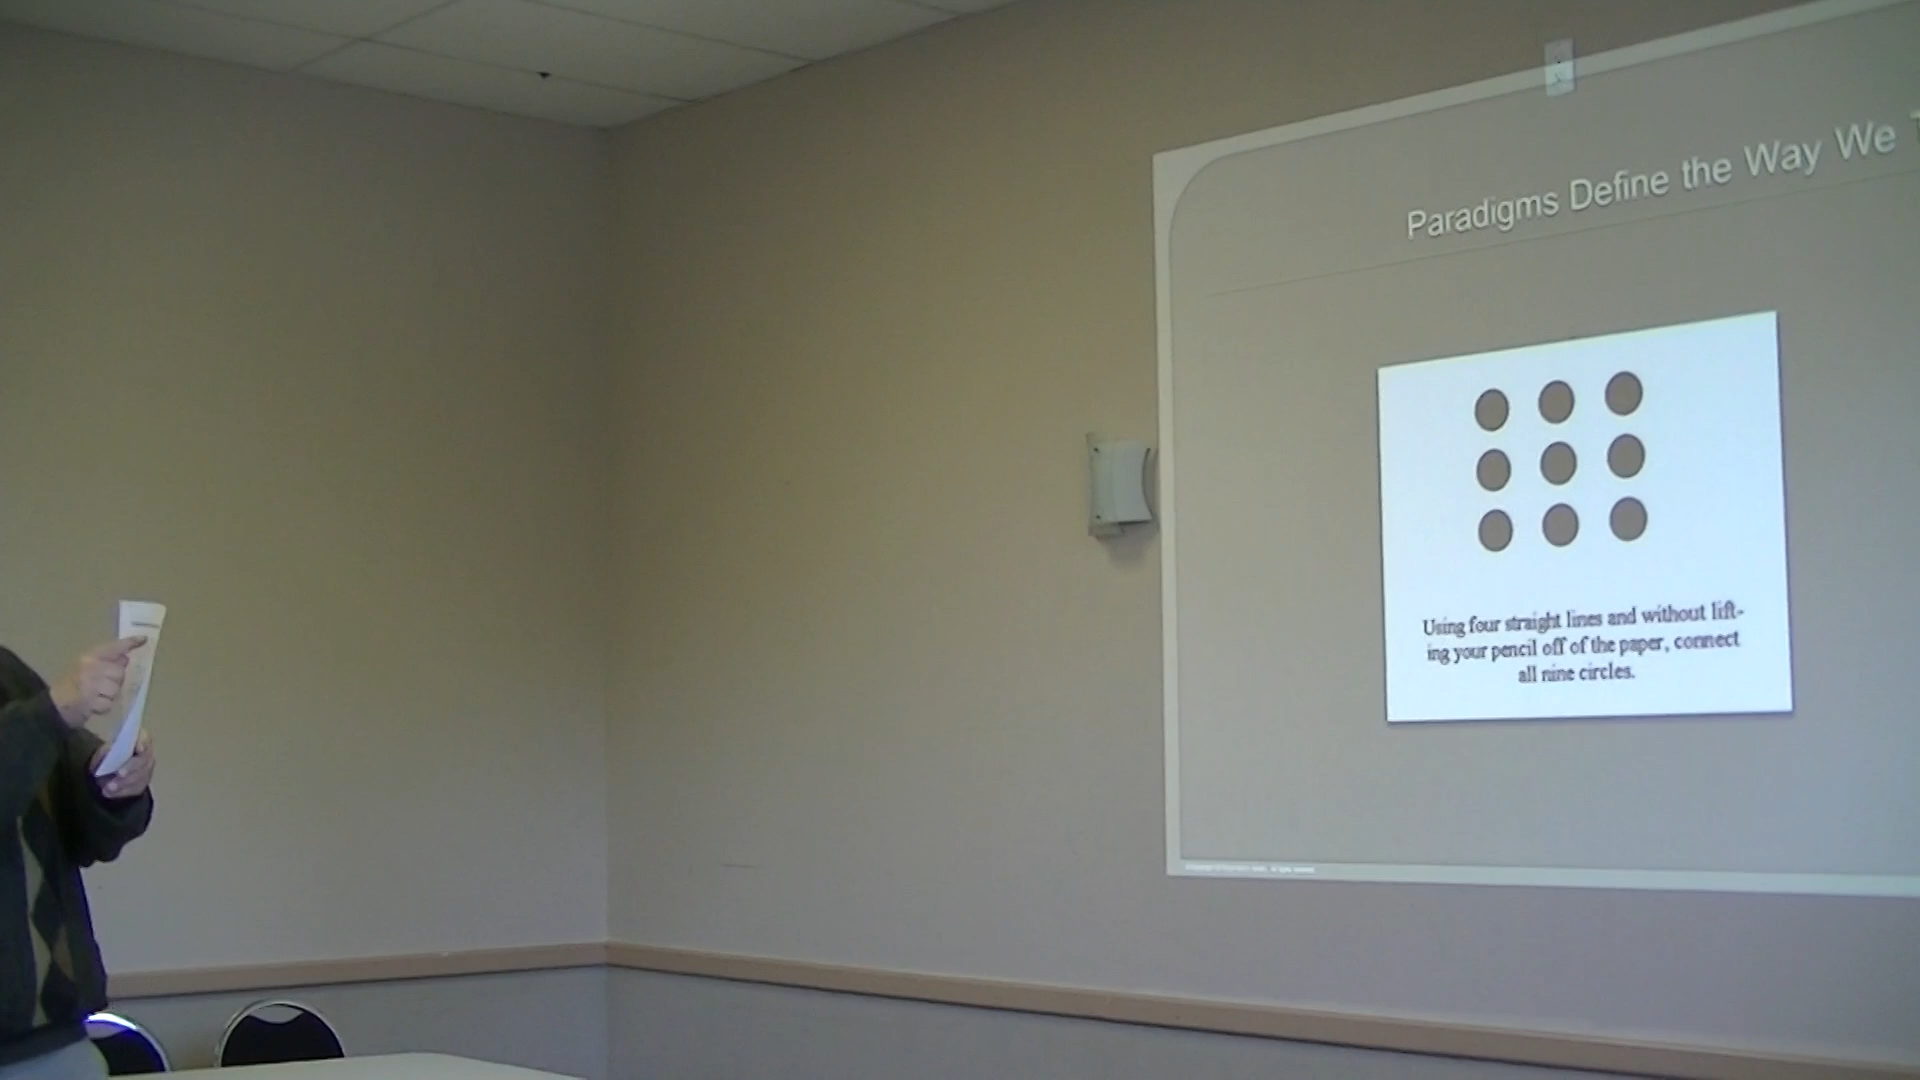 Paradigms Define the Way We
Using four straight lines and without lift-
ing your pencil off of the paper, connect
all nine circles.